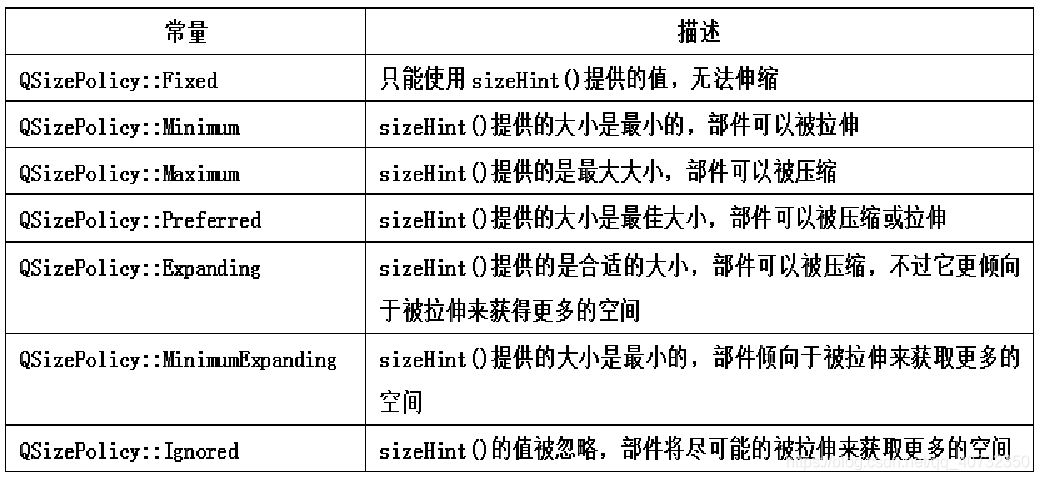 常量 描述
QSizePolicy::Fixed 只能使用sizeHint()提供的值，无法伸缩
QSizePolicy::Minimum sizeHint()提供的大小是最小的，部件可以被拉伸
QSizePolicy::Maximum sizeHint()提供的是最大大小，部件可以被压缩
QSizePolicy::Preferred sizeHint()提供的大小是最佳大小，部件可以被压缩或拉伸
QSizePolicy::Expanding sizeHint()提供的是合适的大小，部件可以被压缩，不过它更倾向
于被拉伸来获得更多的空间
QSizePolicy::MinimumExpanding sizeHint()提供的大小是最小的，部件倾向于被拉伸来获取更多的
空间
QSizePolicy::Ignored sizeHint()的值被忽略，部件将尽可能的被拉伸来获取更多的空间